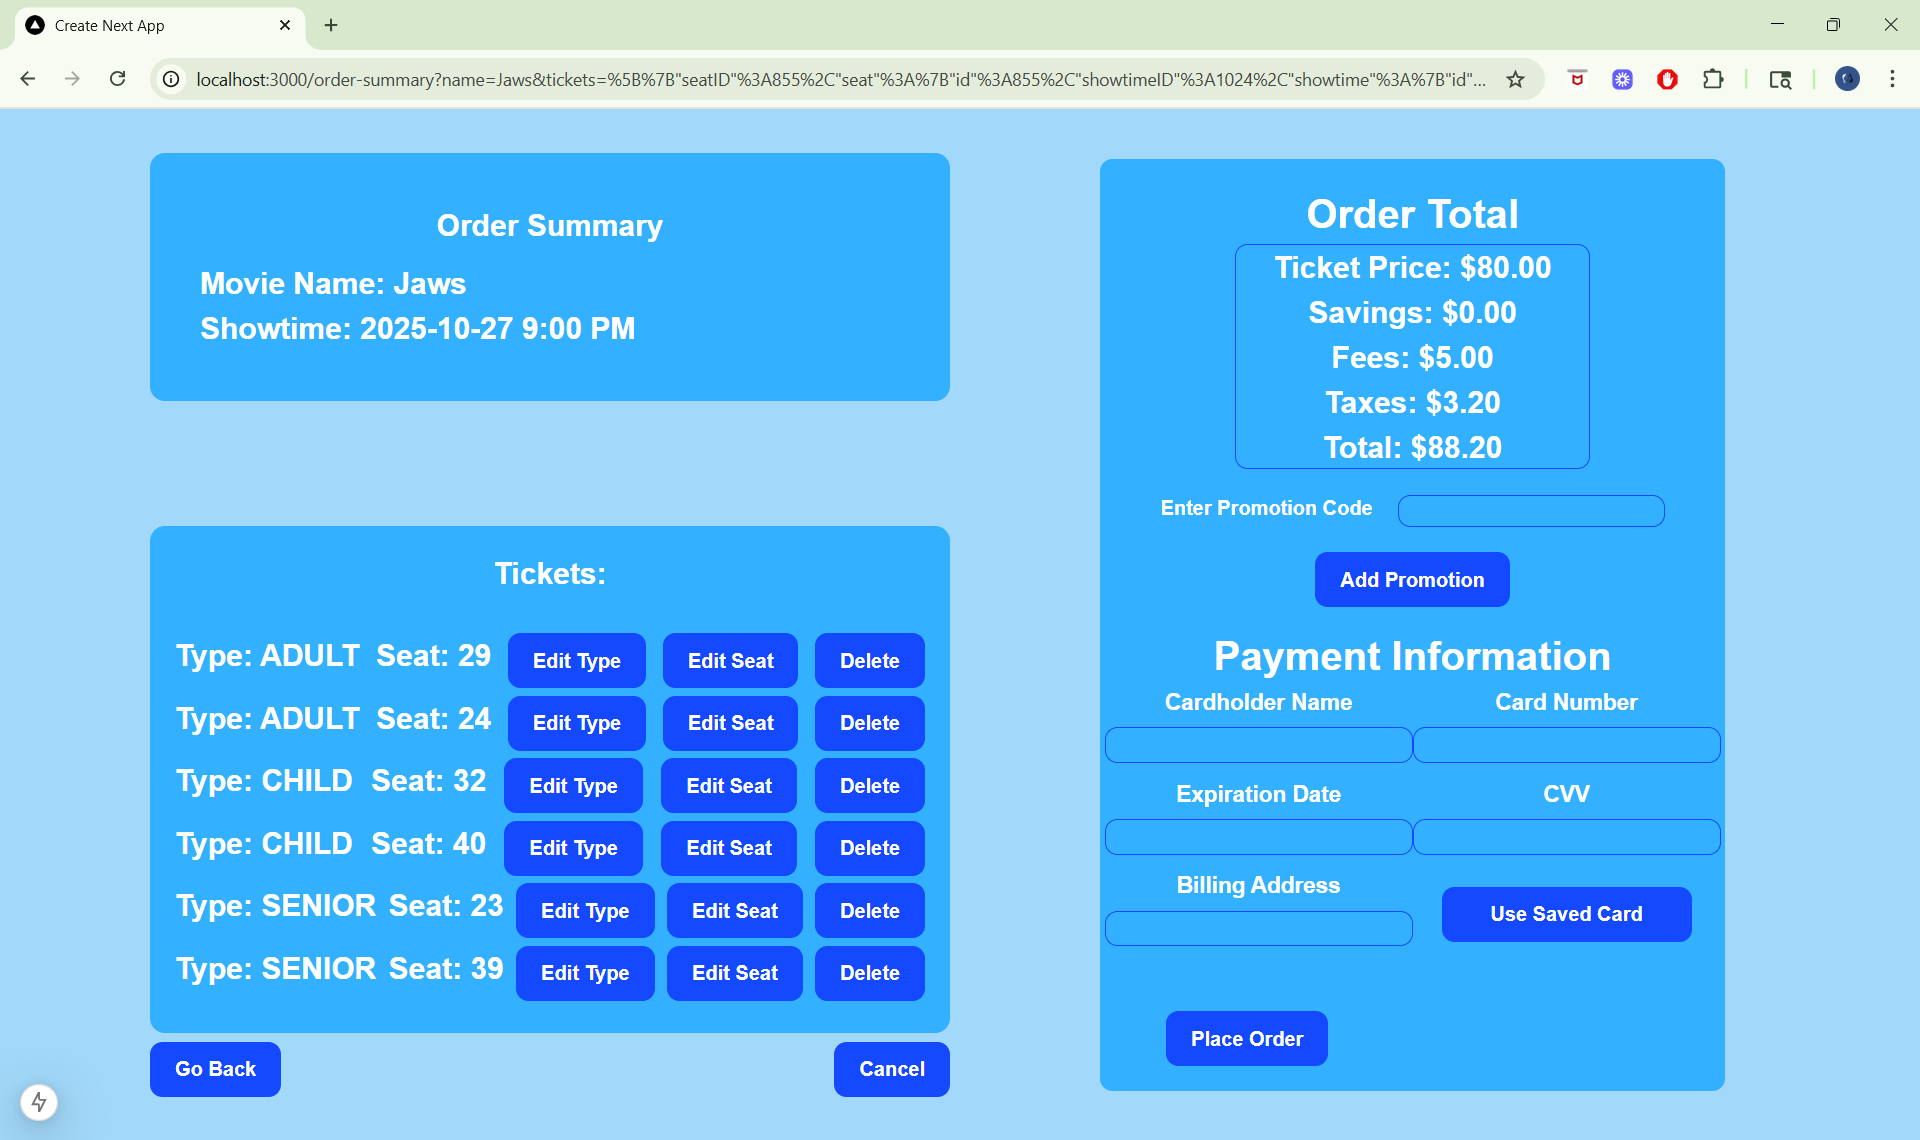 Create Next App
localhost:3000/order-summary?name=Jaws&tickets=%5B%7B"seatID"%3A855%2C"seat"%3A%7B"id"%3A855%2C"showtimeID"%3A1024%2C"showtime"%3A%7B"id"...
Order Summary
Movie Name: Jaws
Showtime: 2025-10-27 9:00 PM
Tickets:
Type: ADULT Seat: 29 Edit Type Edit Seat Delete
Type: ADULT Seat: 24 Edit Type Edit Seat Delete
Type: CHILD Seat: 32 Edit Type Edit Seat Delete
Type: CHILD Seat: 40 Edit Type Edit Seat Delete
Type: SENIOR Seat: 23 Edit Type Edit Seat Delete
Type: SENIOR Seat: 39 Edit Type Edit Seat Delete
Go Back Cancel
Order Total
Ticket Price: $80.00
Savings: $0.00
Fees: $5.00
Taxes: $3.20
Total: $88.20
Enter Promotion Code
Add Promotion
Payment Information
Cardholder Name Card Number
Expiration Date CVV
Billing Address
Use Saved Card
Place Order